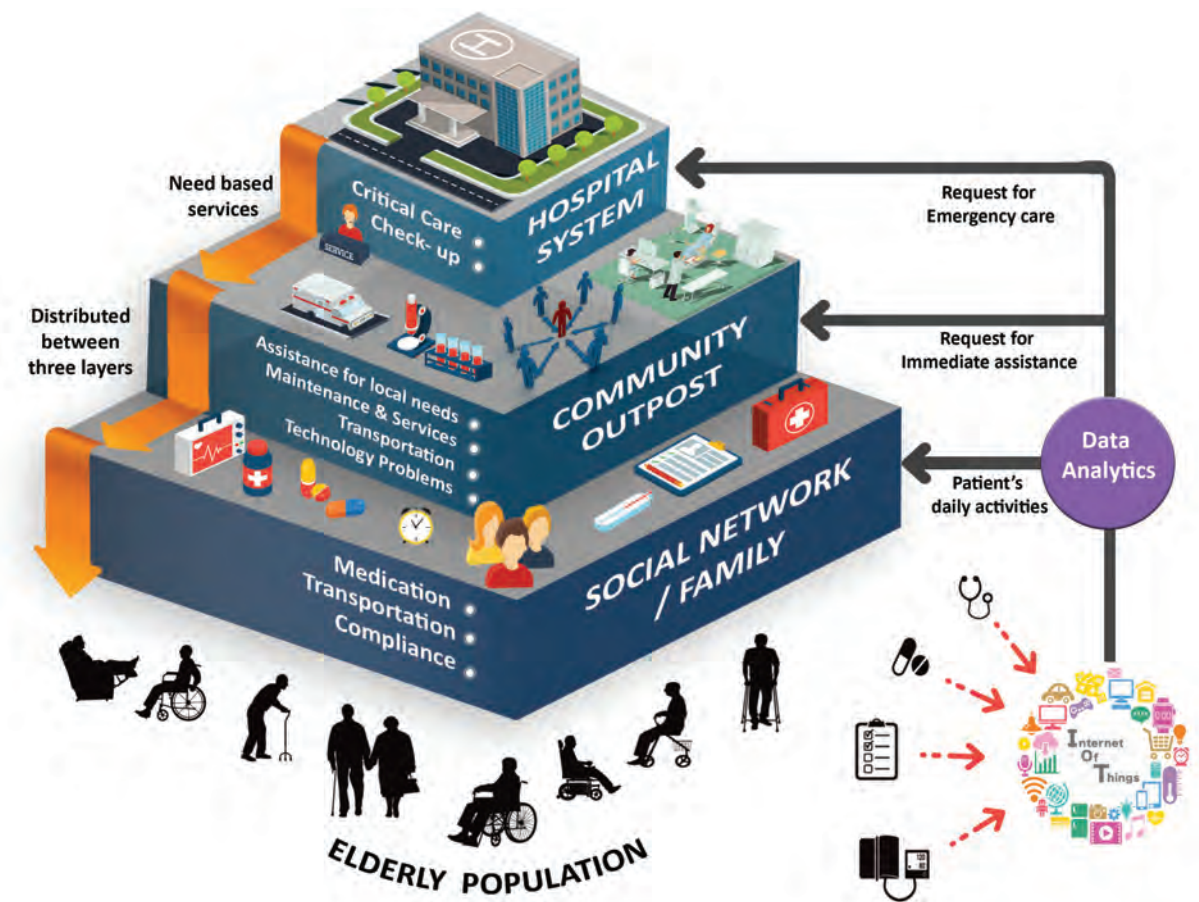 Need based
services
Distributed
between
three layers
Critical Care
Check- up
HOSPITAL
SYSTEM
SERVICE
Assistance for local needs
Maintenance & Services
Transportation
Technology Problems
COMMUNITY
OUTPOST
Medication
Transportation
Compliance
SOCIAL NETWORK
/ FAMILY
Request for
Emergency care
Request for
Immediate assistance
Data
Analytics
Patient's
daily activities
Internet
Of
Things
120
80
ELDERLY POPULATION